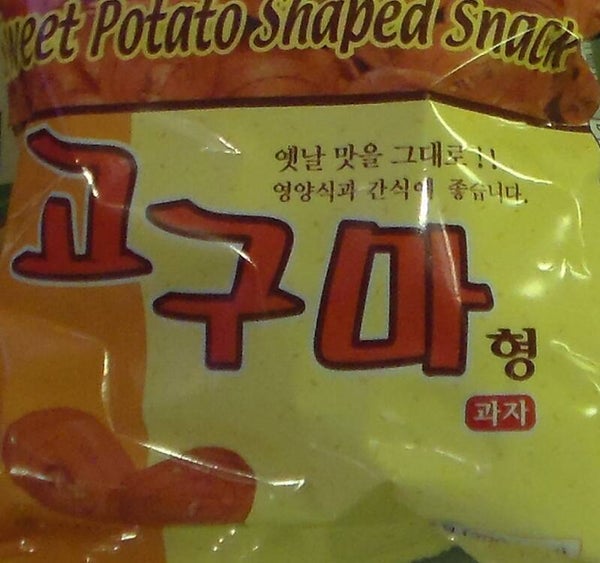 Sweet Potato Shaped Snack
옛날 맛을 그대로!!
영양식과 간식에 좋습니다.
고구마형
과자